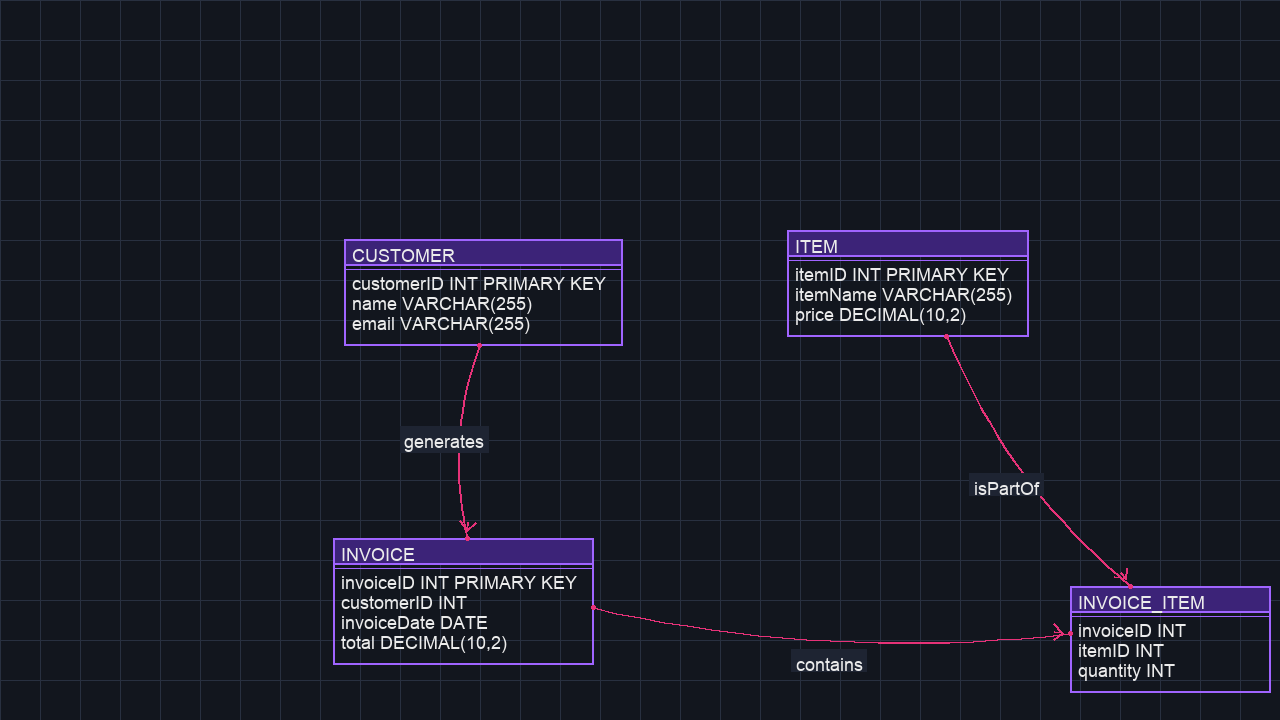 CUSTOMER
customerID INT PRIMARY KEY
name VARCHAR(255)
email VARCHAR(255)
ITEM
itemID INT PRIMARY KEY
itemName VARCHAR(255)
price DECIMAL(10,2)
generates
isPartOf
INVOICE
invoiceID INT PRIMARY KEY
customerID INT
invoiceDate DATE
total DECIMAL(10,2)
contains
INVOICE_ITEM
invoiceID INT
itemID INT
quantity INT